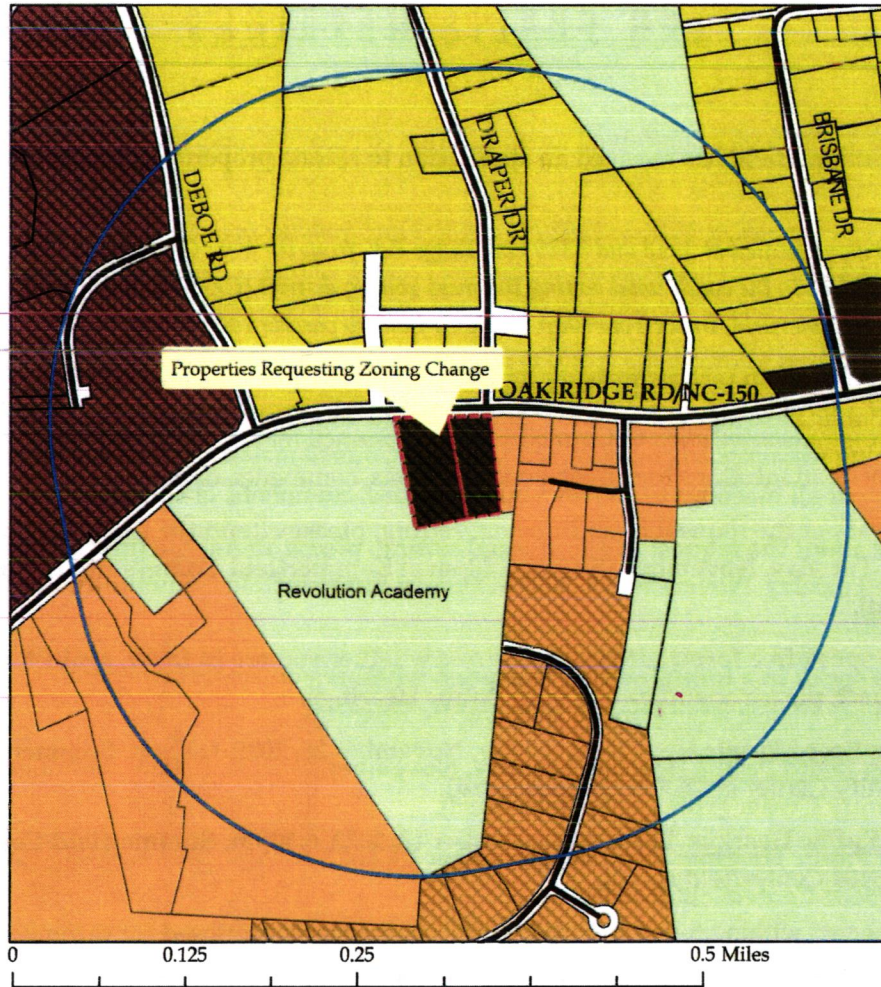 DEBOE RD
DRAPER DR
BRISBANE DR
Properties Requesting Zoning Change
OAK RIDGE RD/NC-150
Revolution Academy
0 0.125 0.25 0.5 Miles